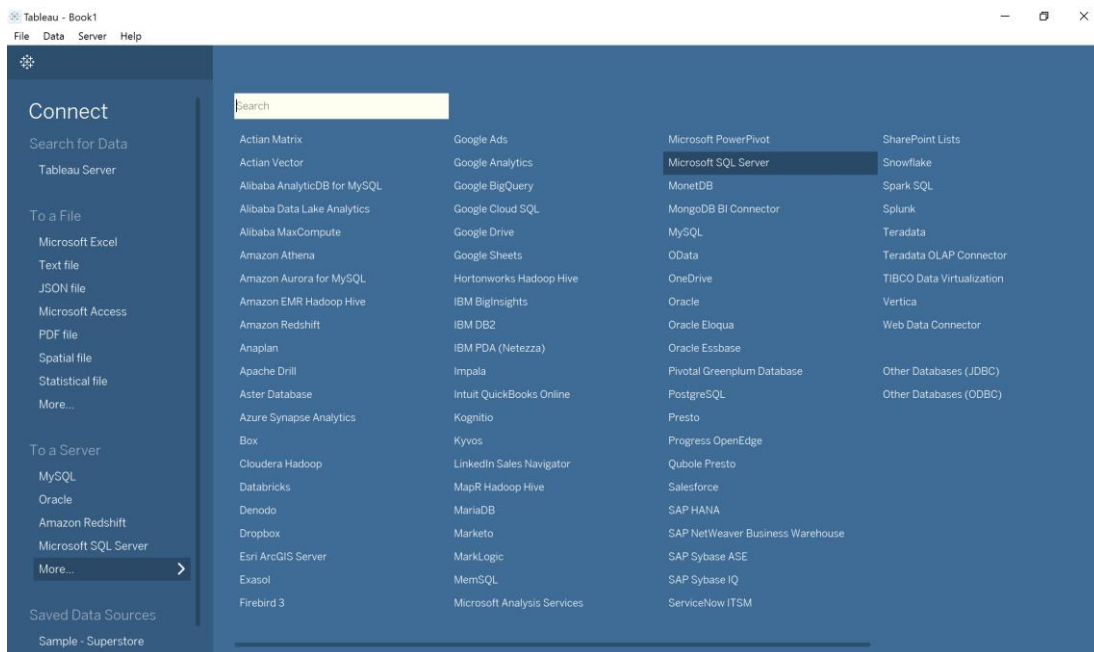 Tableau - Book1
File Data Server Help
Connect
Search for Data
Tableau Server
To a File
Microsoft Excel
Text file
JSON file
Microsoft Access
PDF file
Spatial file
Statistical file
More...
To a Server
MySQL
Oracle
Amazon Redshift
Microsoft SQL Server
More...
Saved Data Sources
Sample - Superstore
Search
Actian Matrix
Actian Vector
Alibaba AnalyticDB for MySQL
Alibaba Data Lake Analytics
Alibaba MaxCompute
Amazon Athena
Amazon Aurora for MySQL
Amazon EMR Hadoop Hive
Amazon Redshift
Anaplan
Apache Drill
Aster Database
Azure Synapse Analytics
Box
Cloudera Hadoop
Databricks
Denodo
Dropbox
Esri ArcGIS Server
Exasol
Firebird 3
Google Ads
Google Analytics
Google BigQuery
Google Cloud SQL
Google Drive
Google Sheets
Hortonworks Hadoop Hive
IBM BigInsights
IBM DB2
IBM PDA (Netezza)
Impala
Intuit QuickBooks Online
Kognitio
Kyvos
LinkedIn Sales Navigator
MapR Hadoop Hive
MariaDB
Marketo
MarkLogic
MemSQL
Microsoft Analysis Services
Microsoft PowerPivot
Microsoft SQL Server
MonetDB
MongoDB BI Connector
MySQL
OData
OneDrive
Oracle
Oracle Eloqua
Oracle Essbase
Pivotal Greenplum Database
PostgreSQL
Presto
Progress OpenEdge
Qubole Presto
Salesforce
SAP HANA
SAP NetWeaver Business Warehouse
SAP Sybase ASE
SAP Sybase IQ
ServiceNow ITSM
SharePoint Lists
Snowflake
Spark SQL
Splunk
Teradata
Teradata OLAP Connector
TIBCO Data Virtualization
Vertica
Web Data Connector
Other Databases (JDBC)
Other Databases (ODBC)